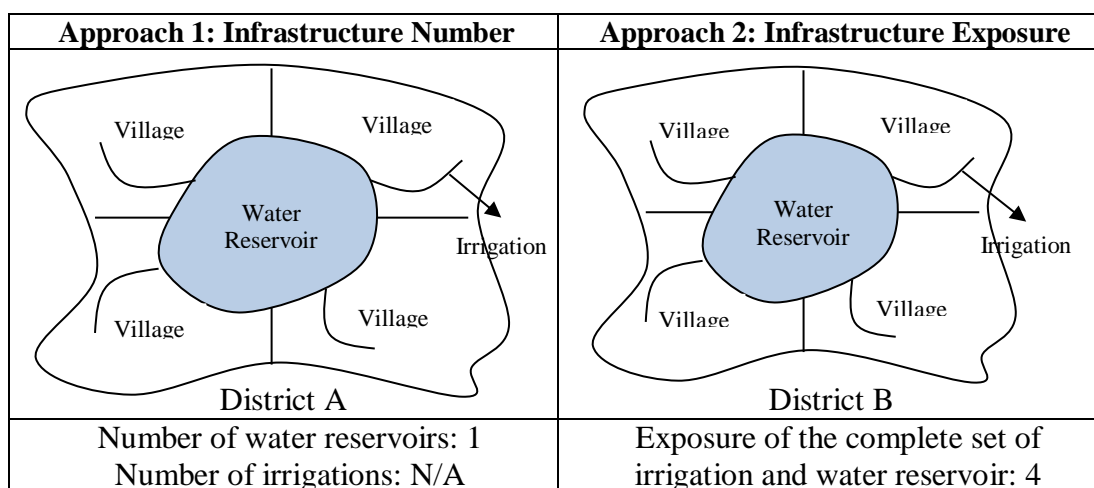 Approach 1: Infrastructure Number
Approach 2: Infrastructure Exposure
Village
Village
Water
Reservoir
Irrigation
Village
Village
District A
Village
Village
Water
Reservoir
Irrigation
Village
Village
District B
Number of water reservoirs: 1
Number of irrigations: N/A
Exposure of the complete set of
irrigation and water reservoir: 4